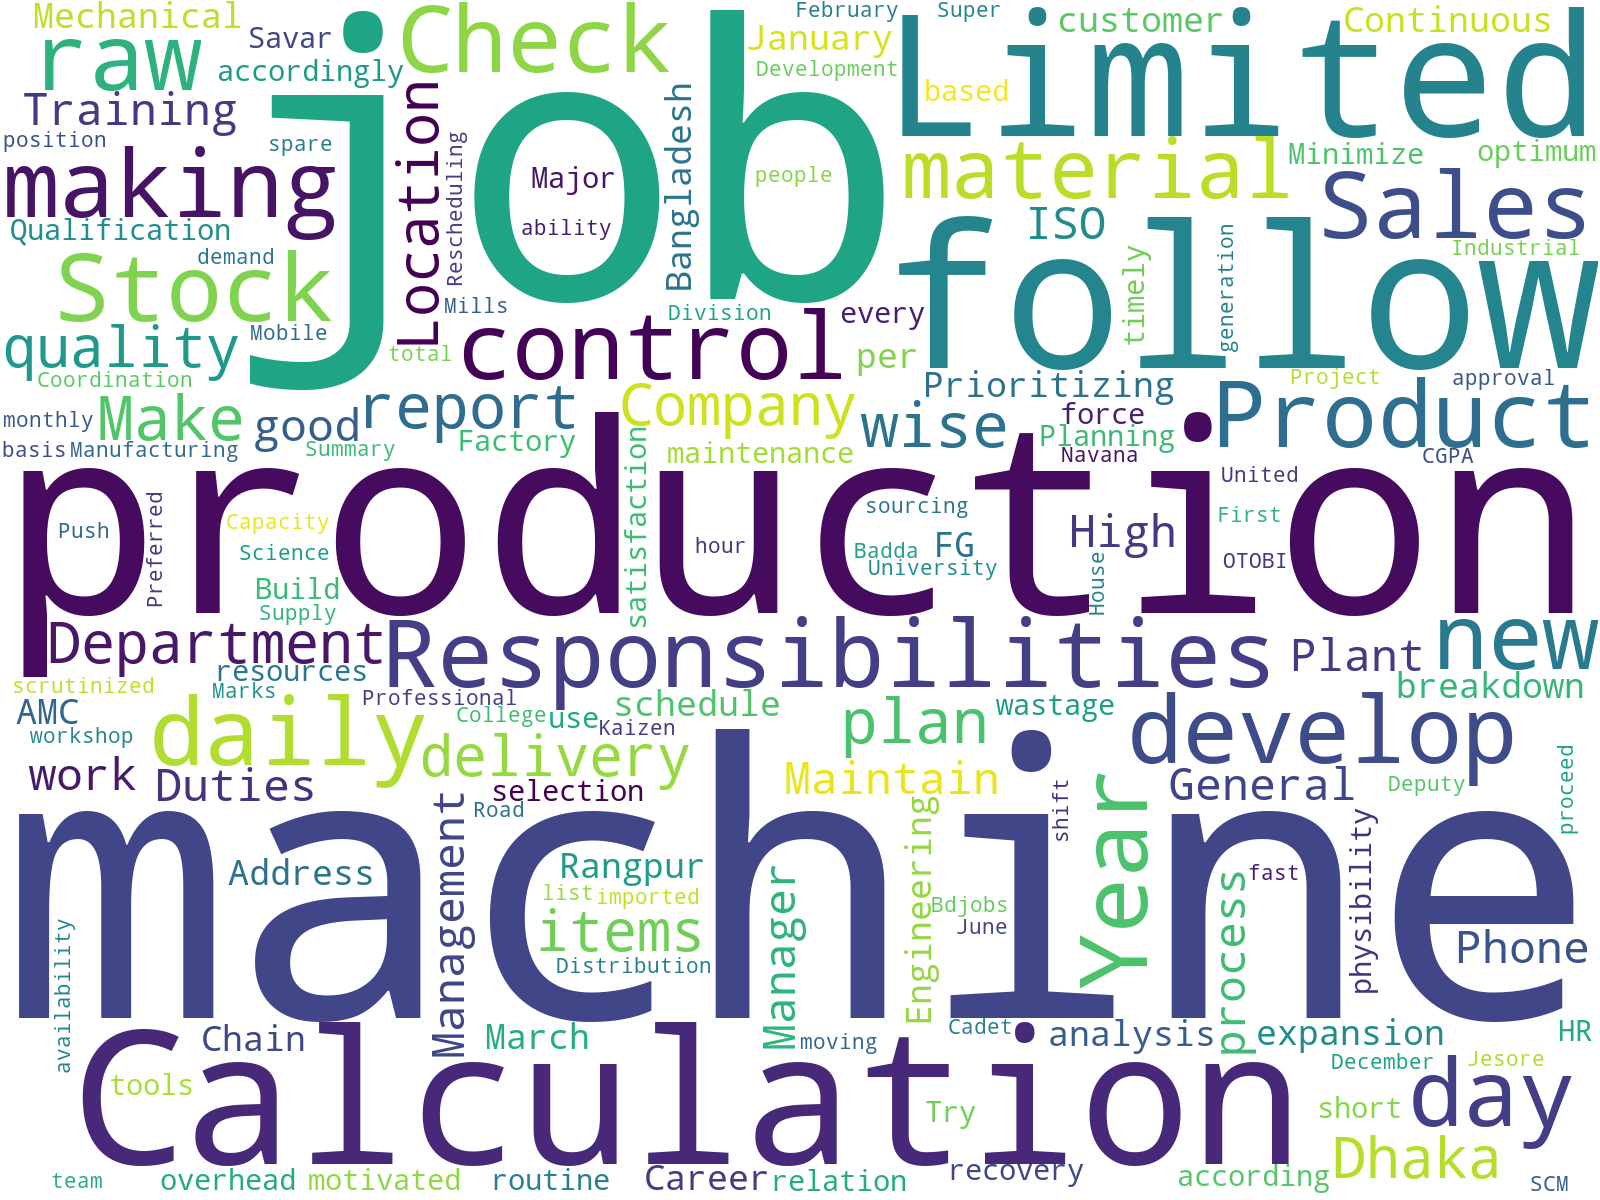 Mechanical
raw
Savar
accordingly
Check
job
January
February
Super
Development
based
customer
Continuous
Limited
Training
position
spare
making
Location
Rescheduling
Major
ability
Bangladesh
people
material
Minimize
optimum
ISO
Sales
Qualification
demand
Stock
Mobile
Mills
Division
every
follow
timely
generation
Industrial
quality
total
control
per
Coordination
Make
good
report
Company
Prioritizing
wise
force
Planning
Navana
Project
approval
Product
monthly
basis
Manufacturing
Summary
Factory
satisfaction
maintenance
CGPA
production
Push
Preferred
Capacity
Science
Build
Supply
hour
sourcing
Badda
FG
University
High
House
United
First
OTOBI
Department
resources
Responsibilities
Plant
new
scrutinized
Marks
Professional
AMC
workshop
daily
College
use
Kaizen
delivery
schedule
plan
wastage
breakdown
develop
work
Duties
selection
Maintain
General
Deputy
proceed
Management
Road
machine
Engineering
shift
Year
Address
Rangpur
list
imported
items
Distribution
Manager
Bdjobs
June
process
fast
physibility
Phone
availability
Chain
March
moving
Cadet
analysis
expansion
HR
Calculation
tools
Try
December
Jesore
short
day
Dhaka
team
overhead
motivated
routine
Career
relation
recovery
according
SCM